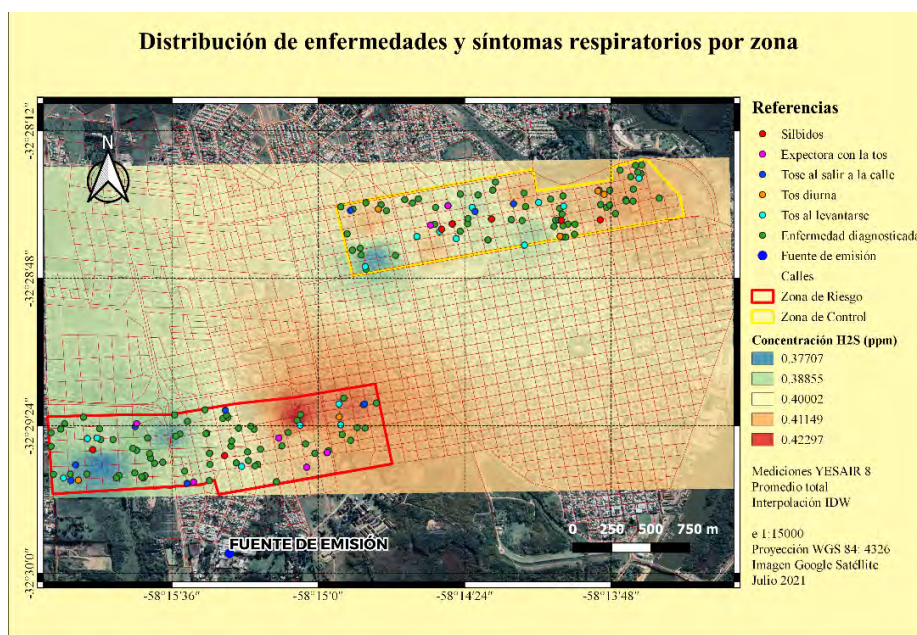 Distribución de enfermedades y síntomas respiratorios por zona
N
-32°28'12"
-32°28'48"
-32°29'24"
-32°30'0"
-58°15'36"
-58°15'0"
-58°14'24"
-58°13'48"
FUENTE DE EMISIÓN
0 250 500 750 m
Referencias
Silbidos
Expectora con la tos
Tose al salir a la calle
Tos diurna
Tos al levantarse
Enfermedad diagnosticada
Fuente de emisión
Calles
Zona de Riesgo
Zona de Control
Concentración H2S (ppm)
0.37707
0.38855
0.40002
0.41149
0.42297
Mediciones YESAIR 8
Promedio total
Interpolación IDW
e 1:15000
Proyección WGS 84: 4326
Imagen Google Satélite
Julio 2021